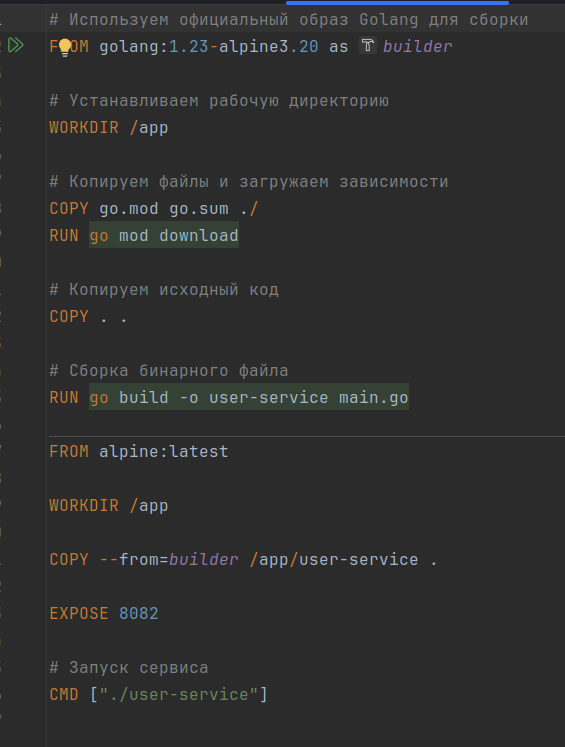 # Используем официальный образ Golang для сборки
FROM golang:1.23-alpine3.20 as builder
# Устанавливаем рабочую директорию
WORKDIR /app
# Копируем файлы и загружаем зависимости
COPY go.mod go.sum ./
RUN go mod download
# Копируем исходный код
COPY . .
# Сборка бинарного файла
RUN go build -o user-service main.go
FROM alpine:latest
WORKDIR /app
COPY --from=builder /app/user-service .
EXPOSE 8082
# Запуск сервиса
CMD ["./user-service"]